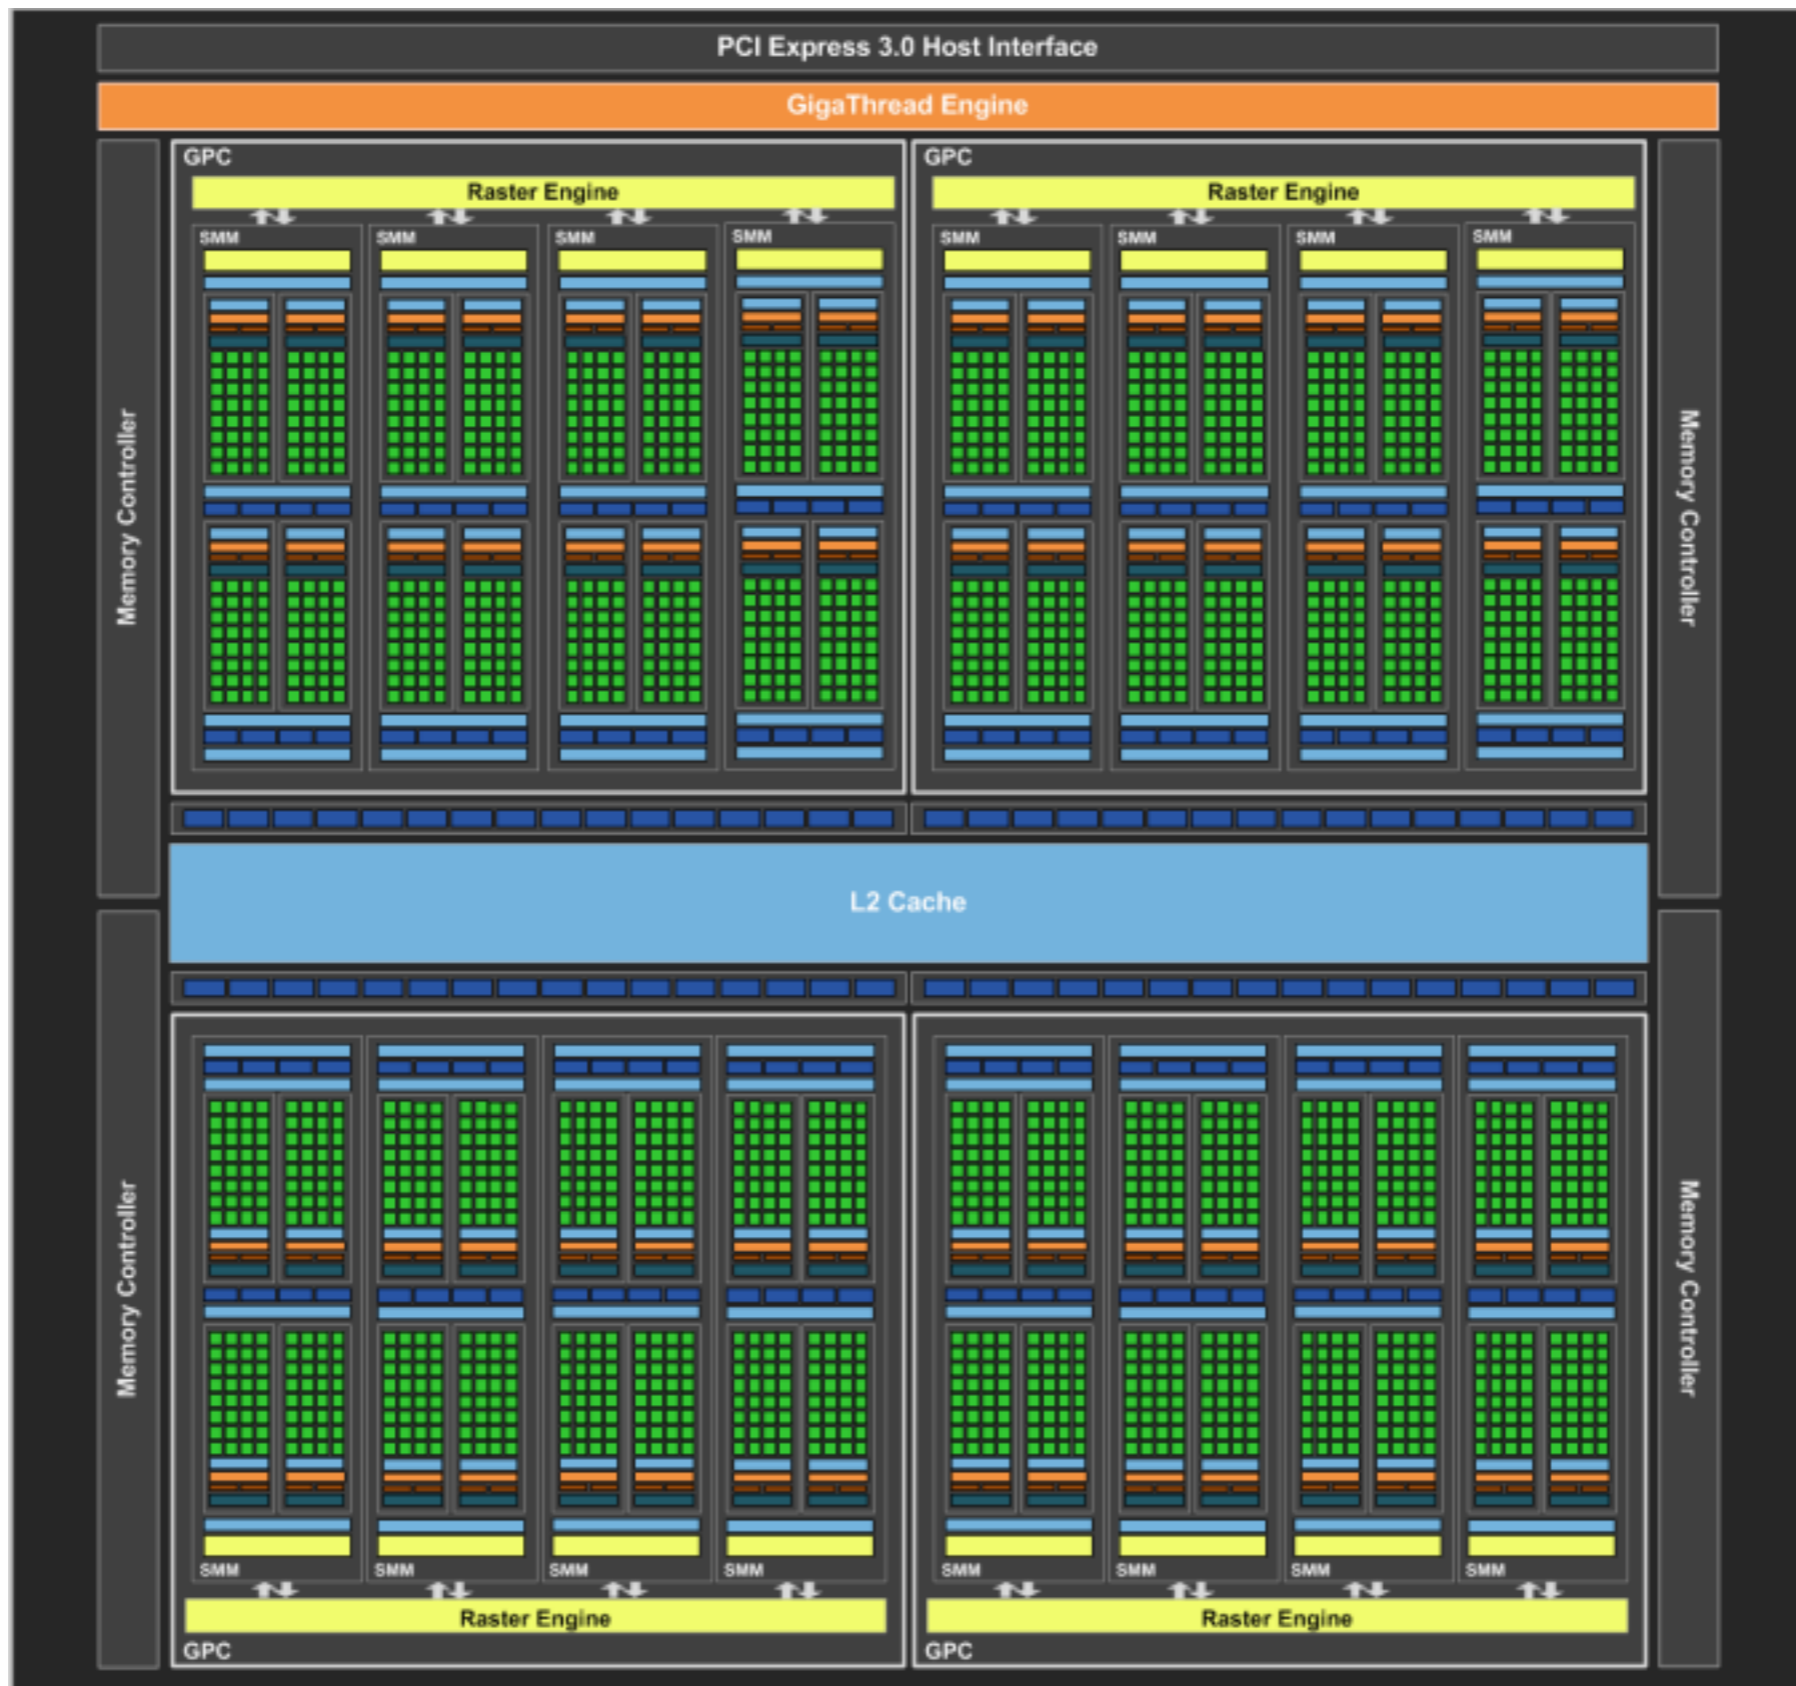 PCI Express 3.0 Host Interface
GigaThread Engine
Memory Controller
GPC
Raster Engine
SMM
SMM
SMM
SMM
GPC
Raster Engine
SMM
SMM
SMM
SMM
Memory Controller
L2 Cache
Memory Controller
SMM
SMM
SMM
SMM
Raster Engine
GPC
SMM
SMM
SMM
SMM
Raster Engine
GPC
Memory Controller